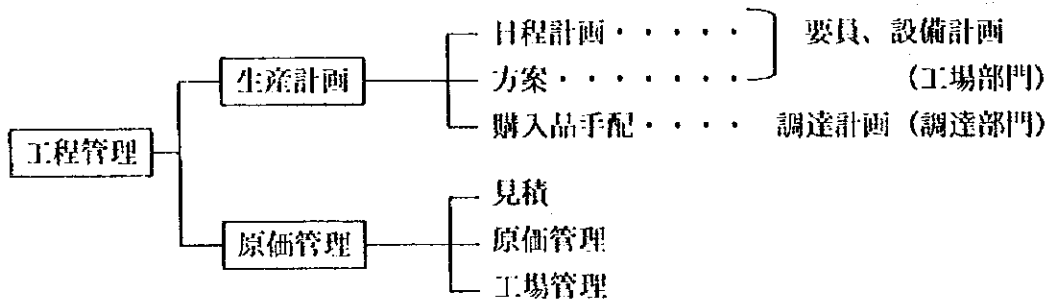 日程計画・・・・・ 要員、設備計画
生産計画
方案・・・・・・・ (工場部門)
購入品手配・・・・ 調達計画 (調達部門)
工程管理
見積
原価管理
原価管理
工場管理